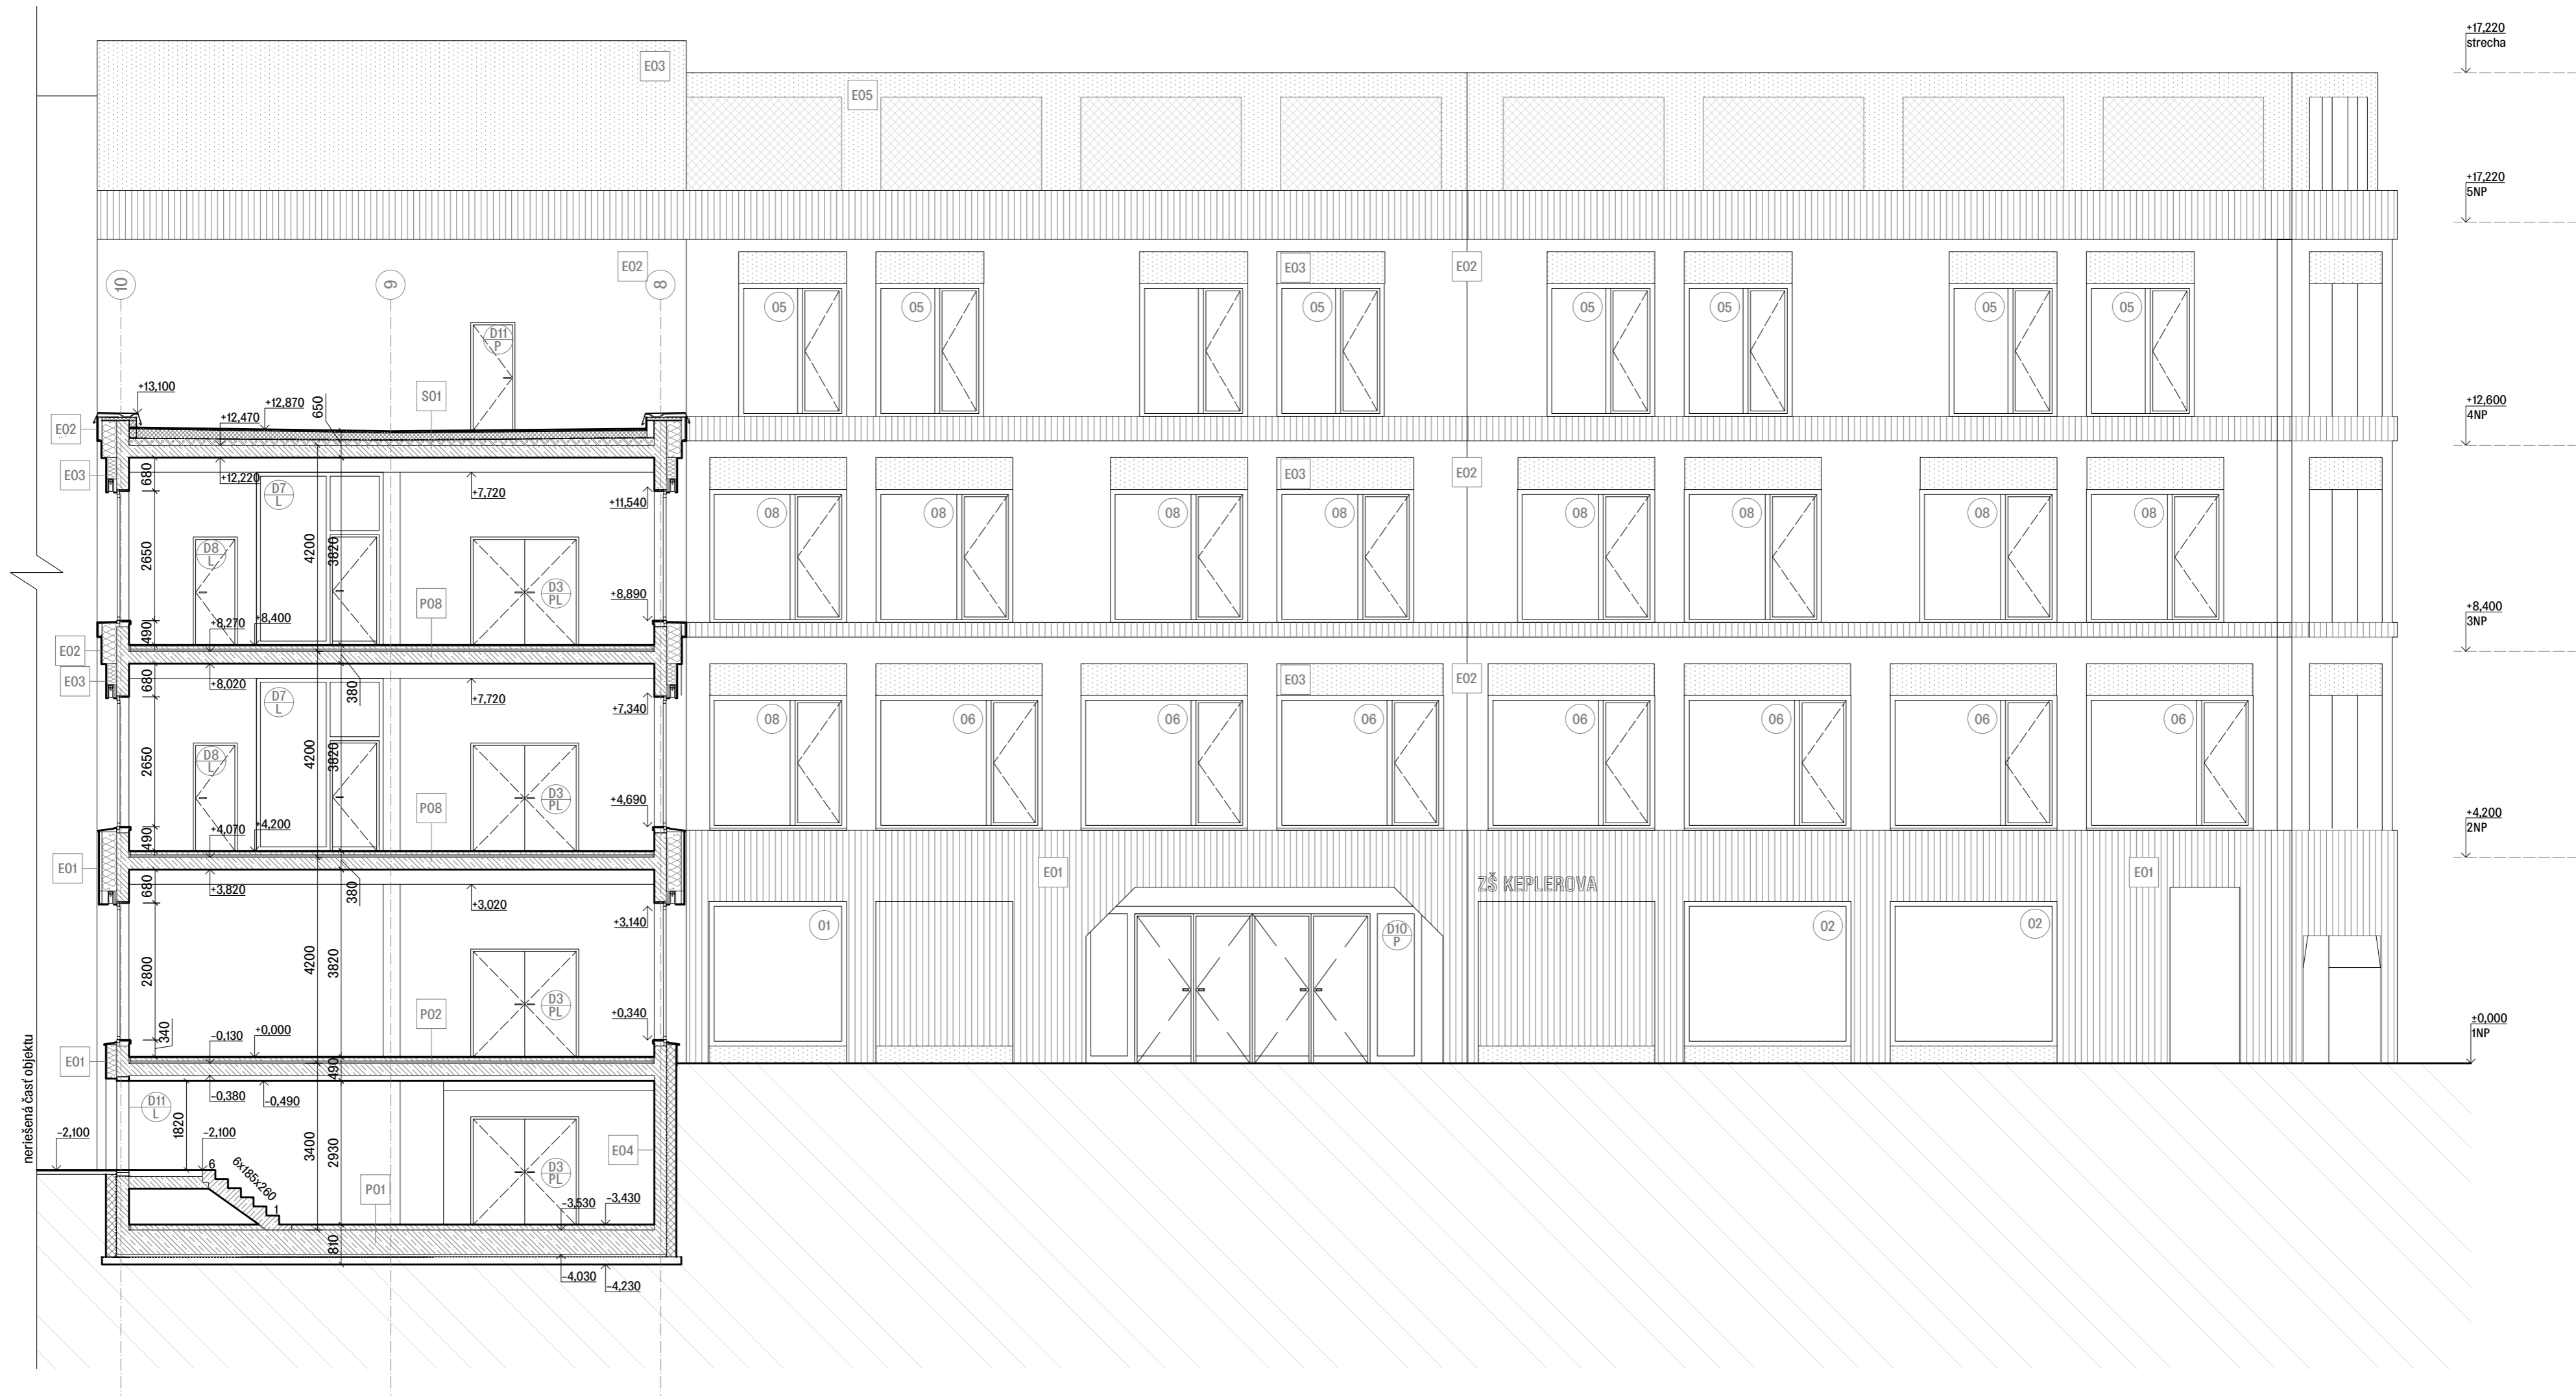 +17,220
strecha
E03
E05
+17,220
5NP
E02
E03
E02
10
9
8
05
05
05
05
05
05
05
D11
P
+13,100
+12,870
+12,470
650
S01
+12,600
4NP
E02
E03
680
+12,220
D7
L
+7,720
+11,540
E03
E02
08
08
08
08
08
08
08
08
2650
4200
3820
D8
L
D3
PL
+8,890
P08
490
+8,270
+8,400
+8,400
3NP
E02
E03
680
+8,020
380
D7
L
+7,720
+7,340
E03
E02
08
06
06
06
06
06
06
06
2650
4200
3820
D8
L
D3
PL
+4,690
P08
490
+4,070
+4,200
+4,200
2NP
E01
680
+3,820
380
+3,020
+3,140
E01
ZŠ KEPLEROVA
E01
01
D10
P
02
02
2800
4200
3820
D3
PL
+0,340
P02
340
-0,130
+0,000
±0,000
1NP
neriešená časť objektu
E01
490
-0,380
-0,490
D11
L
1820
-2,100
-2,100
3400
2930
E04
6
6x185x260
1
P01
D3
PL
-3,530
-3,430
810
-4,030
-4,230